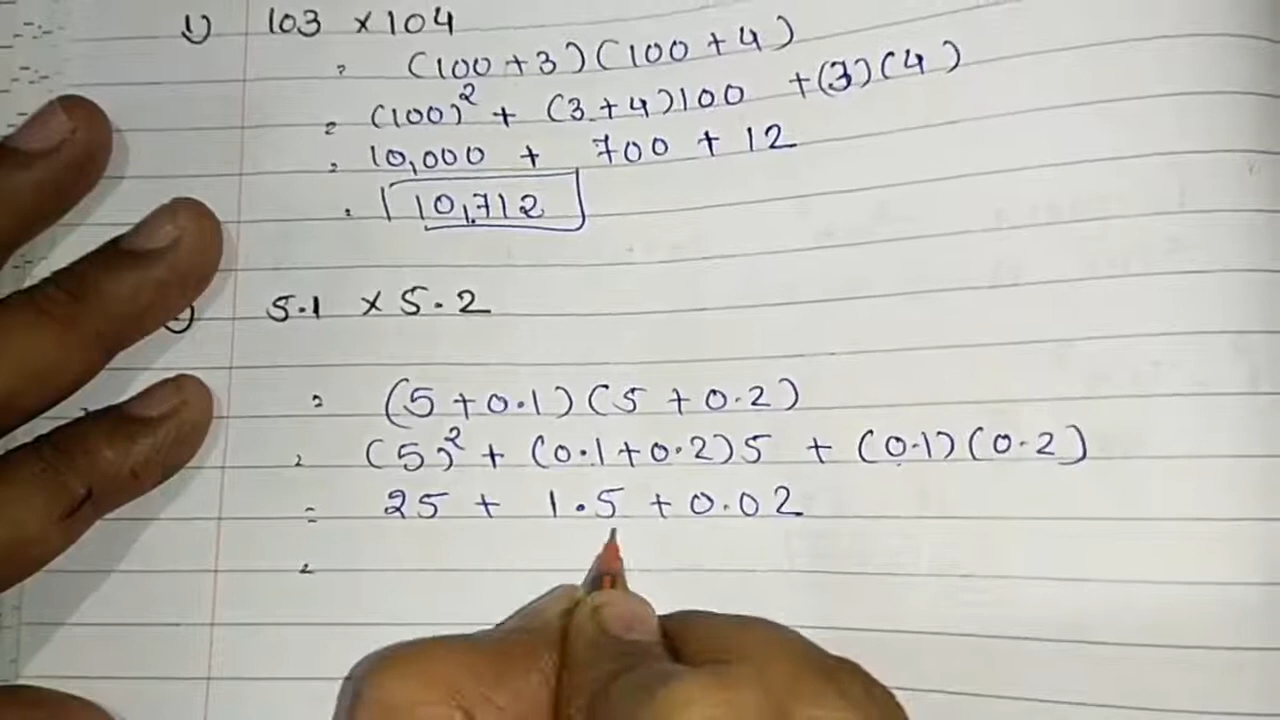 1) 103 × 104
= (100 + 3) (100 + 4)
= (100)² + (3 + 4) 100 + (3) (4)
= 10,000 + 700 + 12
= 10,712
5.1 × 5.2
= (5 + 0.1) (5 + 0.2)
= (5)² + (0.1 + 0.2) 5 + (0.1) (0.2)
= 25 + 1.5 + 0.02
=